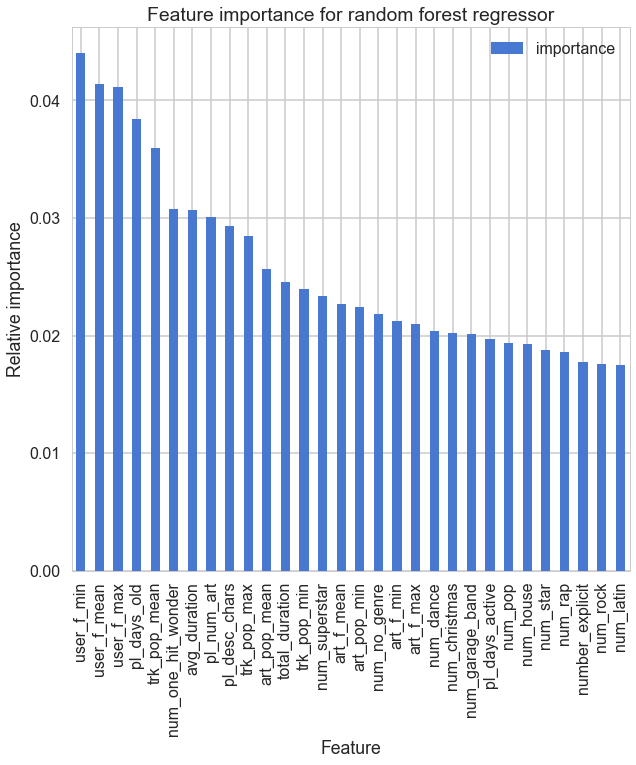 Feature importance for random forest regressor
importance
0.04
0.03
0.02
0.01
0.00
Relative importance
user_f_min
user_f_mean
user_f_max
pl_days_old
trk_pop_mean
num_one_hit_wonder
avg_duration
pl_num_art
pl_desc_chars
trk_pop_max
art_pop_mean
total_duration
trk_pop_min
num_superstar
art_f_mean
art_pop_min
num_no_genre
art_f_min
art_f_max
num_dance
num_christmas
num_garage_band
pl_days_active
num_pop
num_house
num_star
num_rap
number_explicit
num_rock
num_latin
Feature